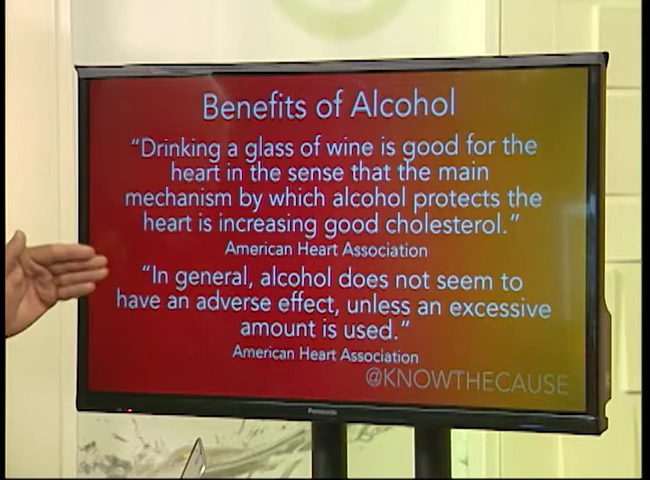 Benefits of Alcohol
“Drinking a glass of wine is good for the
heart in the sense that the main
mechanism by which alcohol protects the
heart is increasing good cholesterol.”
American Heart Association
“In general, alcohol does not seem to
have an adverse effect, unless an excessive
amount is used.”
American Heart Association
@KNOWTHECAUSE
Panasonic